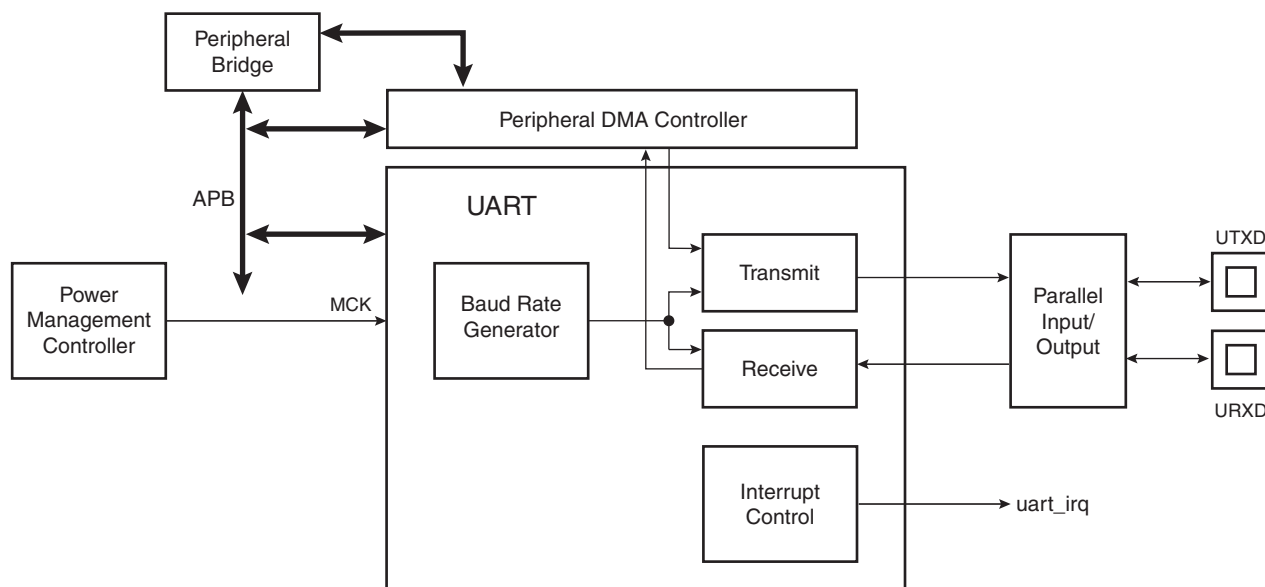 Peripheral
Bridge
Peripheral DMA Controller
APB
UART
UTXD
Transmit
Power
Management
Controller
MCK
Baud Rate
Generator
Parallel
Input/
Output
Receive
URXD
Interrupt
Control
uart_irq